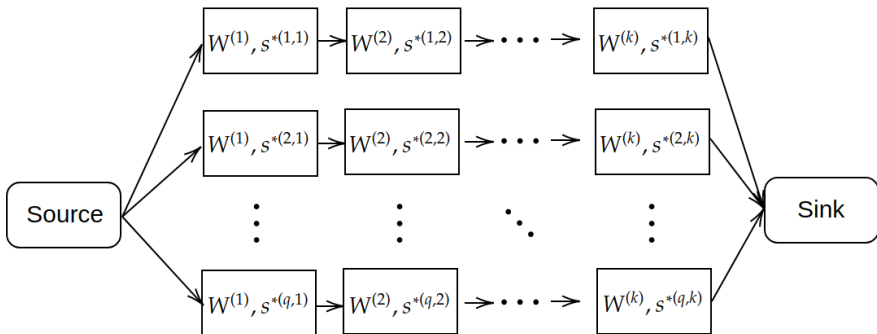 W^{(1)}, s^{*(1,1)} W^{(2)}, s^{*(1,2)} ··· W^{(k)}, s^{*(1,k)}
W^{(1)}, s^{*(2,1)} W^{(2)}, s^{*(2,2)} ··· W^{(k)}, s^{*(2,k)}
Source
Sink
W^{(1)}, s^{*(q,1)} W^{(2)}, s^{*(q,2)} ··· W^{(k)}, s^{*(q,k)}